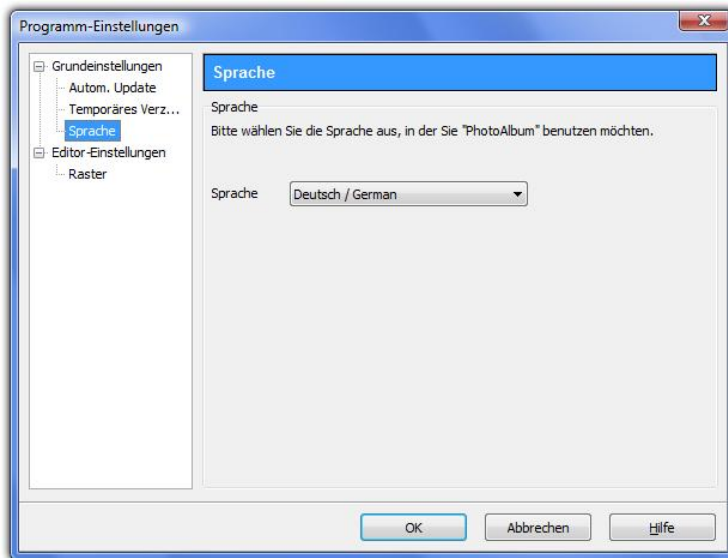 Programm-Einstellungen
Grundeinstellungen
Autom. Update
Temporäres Verz...
Sprache
Editor-Einstellungen
Raster
Sprache
Sprache
Bitte wählen Sie die Sprache aus, in der Sie "PhotoAlbum" benutzen möchten.
Sprache
Deutsch / German
OK
Abbrechen
Hilfe